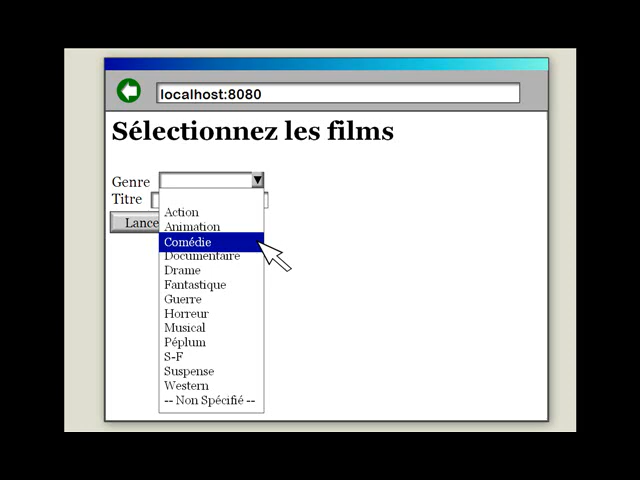 localhost:8080
Sélectionnez les films
Genre
Titre
Lance
Action
Animation
Comédie
Documentaire
Drame
Fantastique
Guerre
Horreur
Musical
Péplum
S-F
Suspense
Western
-- Non Spécifié --